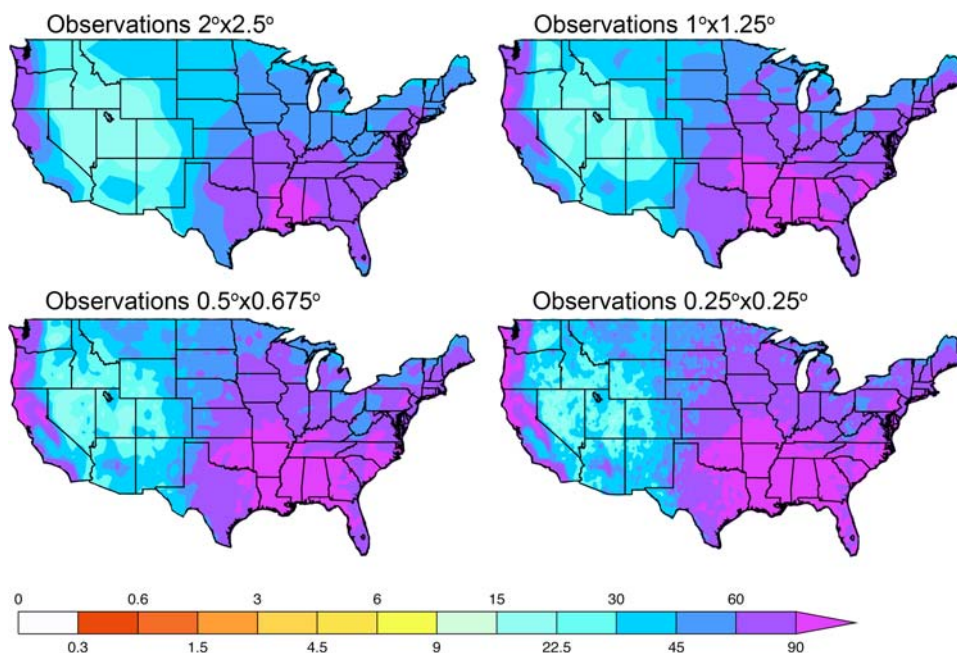 Observations 2°x2.5°
Observations 1°x1.25°
Observations 0.5°x0.675°
Observations 0.25°x0.25°
0 0.6 3 6 15 30 60
0.3 1.5 4.5 9 22.5 45 90